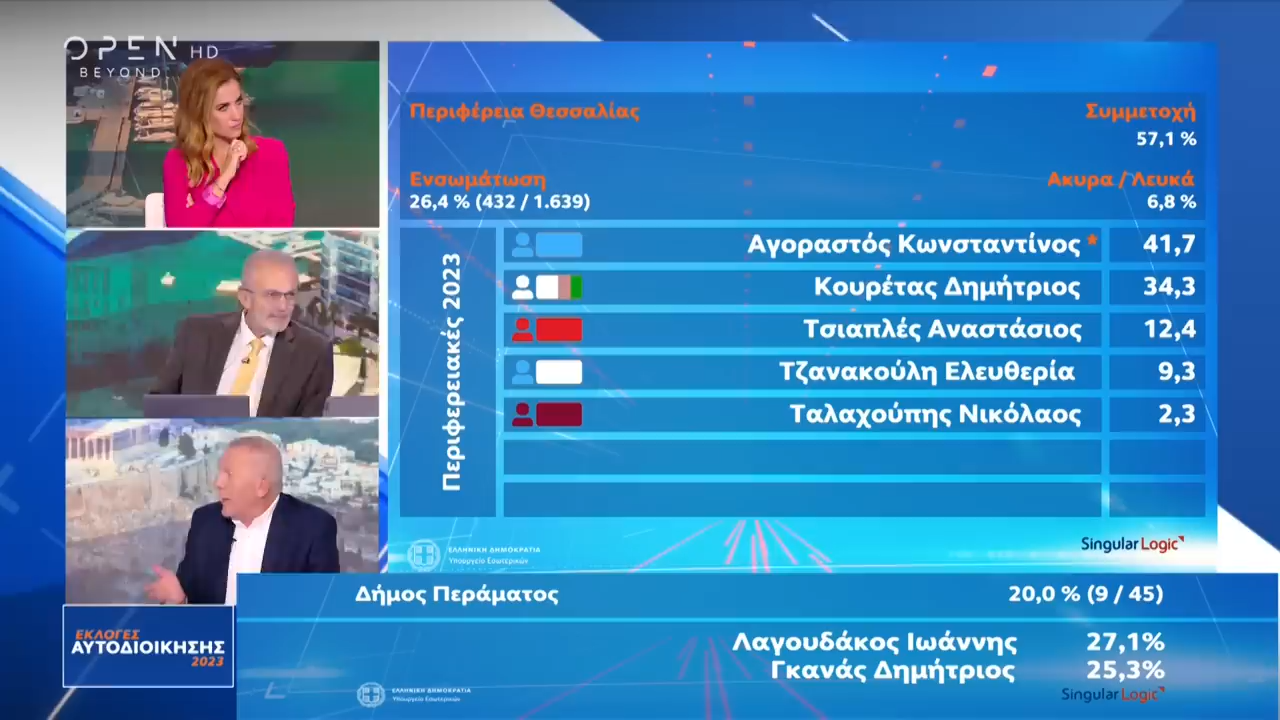 OPEN HD
BEYOND
Περιφέρεια Θεσσαλίας
Συμμετοχή
57,1 %
Ενσωμάτωση
Ακυρα / Λευκά
26,4 % (432 / 1.639)
6,8 %
Περιφερειακές 2023
Αγοραστός Κωνσταντίνος * 41,7
Κουρέτας Δημήτριος 34,3
Τσιαπλές Αναστάσιος 12,4
Τζανακούλη Ελευθερία 9,3
Ταλαχούπης Νικόλαος 2,3
ΕΛΛΗΝΙΚΗ ΔΗΜΟΚΡΑΤΙΑ
Υπουργείο Εσωτερικών
SingularLogic
Δήμος Περάματος 20,0 % (9 / 45)
Λαγουδάκος Ιωάννης 27,1%
Γκανάς Δημήτριος 25,3%
ΕΛΛΗΝΙΚΗ ΔΗΜΟΚΡΑΤΙΑ
Υπουργείο Εσωτερικών
SingularLogic
ΕΚΛΟΓΕΣ
ΑΥΤΟΔΙΟΙΚΗΣΗΣ
2023